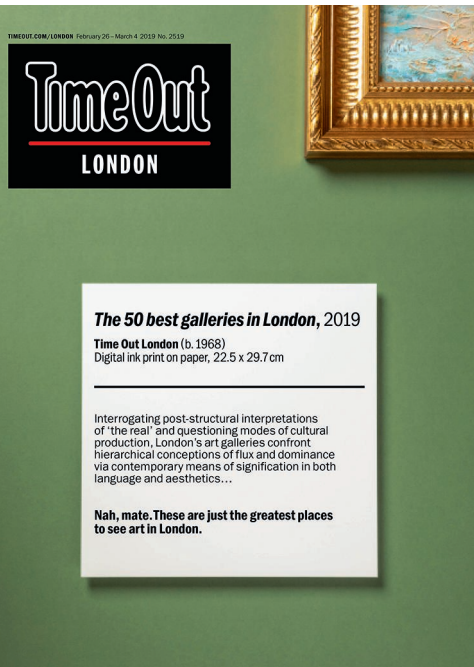 TIMEOUT.COM/LONDON February 26 – March 4 2019 No. 2519
Time Out
LONDON
The 50 best galleries in London, 2019
Time Out London (b. 1968)
Digital ink print on paper, 22.5 x 29.7cm
Interrogating post-structural interpretations
of ‘the real’ and questioning modes of cultural
production, London’s art galleries confront
hierarchical conceptions of flux and dominance
via contemporary means of signification in both
language and aesthetics…
Nah, mate. These are just the greatest places
to see art in London.